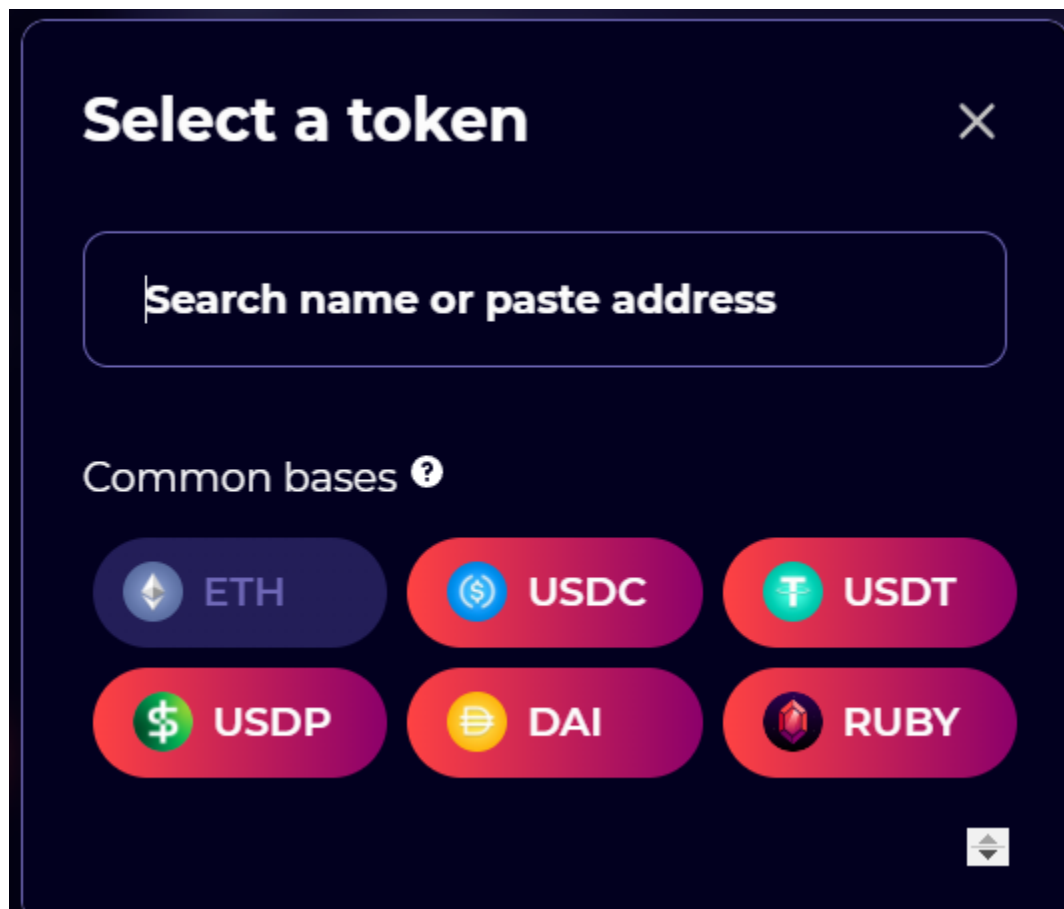 Select a token
Search name or paste address
Common bases ?
ETH USDC USDT
USDP DAI RUBY